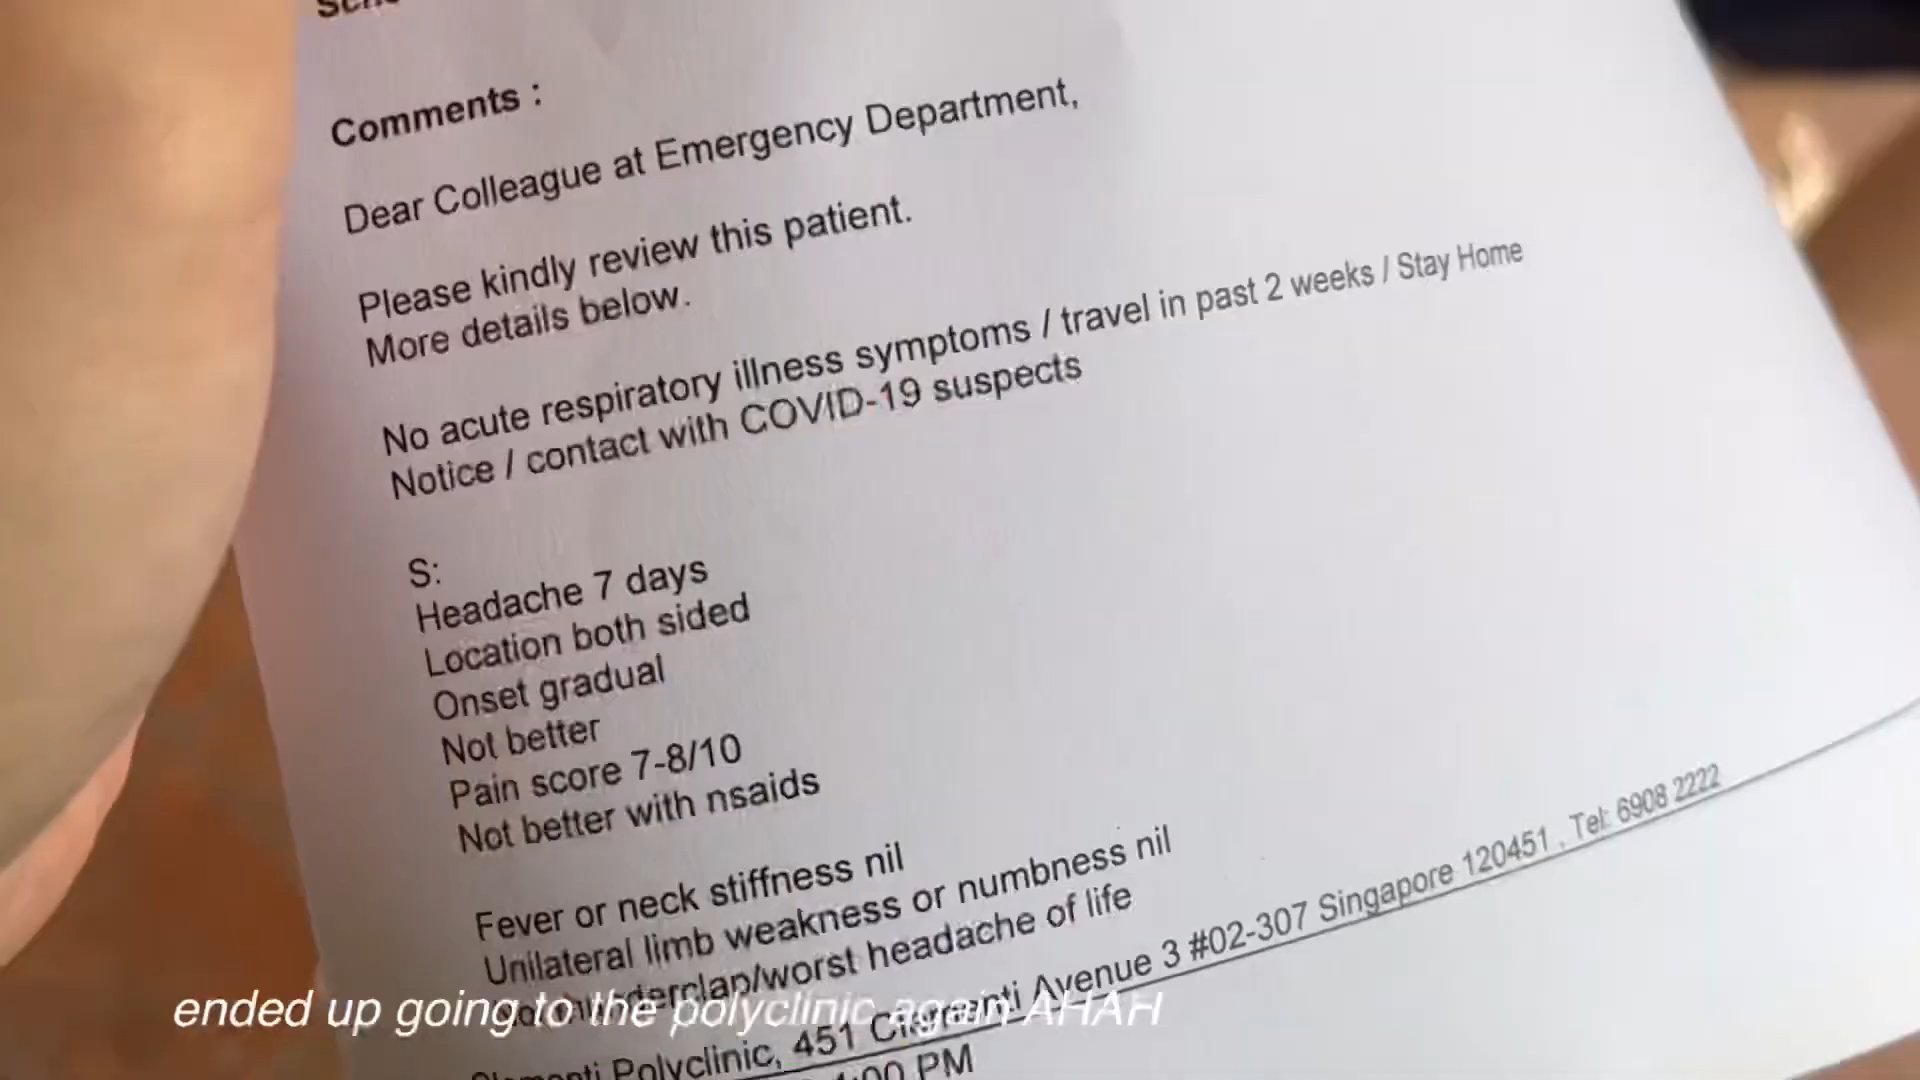 Comments :
Dear Colleague at Emergency Department,
Please kindly review this patient.
More details below.
No acute respiratory illness symptoms / travel in past 2 weeks / Stay Home
Notice / contact with COVID-19 suspects
S:
Headache 7 days
Location both sided
Onset gradual
Not better
Pain score 7-8/10
Not better with nsaids
Fever or neck stiffness nil
Unilateral limb weakness or numbness nil
/worst headache of life
ended up going to the polyclinic again AHAH
Polyclinic, 451 Avenue 3 #02-307 Singapore 120451 , Tel: 6908 2222
PM